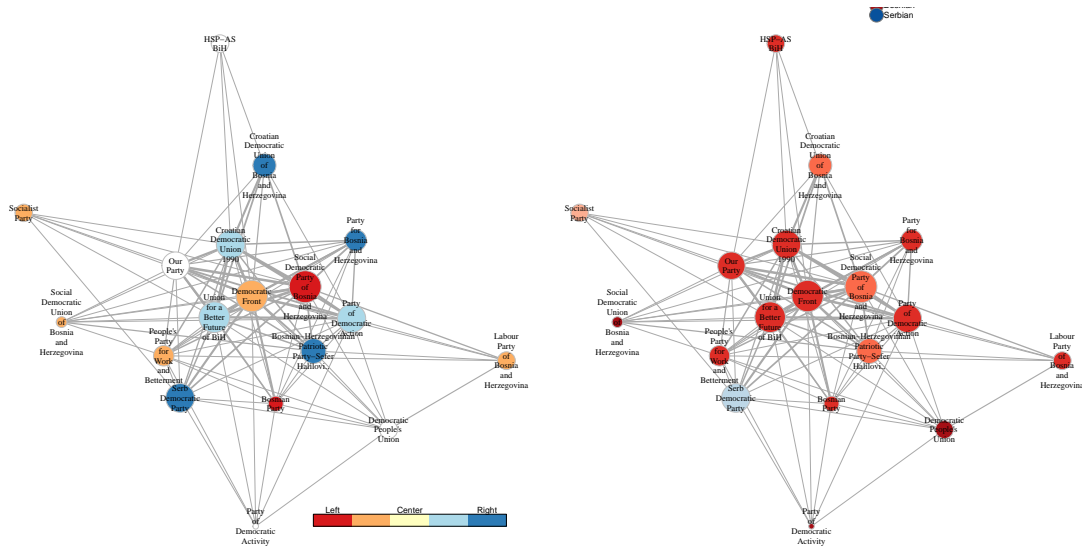 HSP−AS
BiH
Croatian
Democratic
Union
of
Bosnia
and
Herzegovina
Socialist
Party
Croatian
Democratic
Union
1990
Party
for
Bosnia
and
Herzegovina
Our
Party
Social
Democratic
Party
of
Bosnia
and
Herzegovina
Democratic
Front
Social
Democratic
Union
of
Bosnia
and
Herzegovina
Union
for a
Better
Future
of BiH
Party
of
Democratic
Action
People's
Party
for
Work
and
Betterment
Bosnian−Herzegovinian
Patriotic
Party−Sefer
Halilovi..
Labour
Party
of
Bosnia
and
Herzegovina
Serb
Democratic
Party
Bosnian
Party
Democratic
People's
Union
Party
of
Democratic
Activity
Left
Center
Right
Serbian
HSP−AS
BiH
Croatian
Democratic
Union
of
Bosnia
and
Herzegovina
Socialist
Party
Croatian
Democratic
Union
1990
Party
for
Bosnia
and
Herzegovina
Our
Party
Social
Democratic
Party
of
Bosnia
and
Herzegovina
Democratic
Front
Social
Democratic
Union
of
Bosnia
and
Herzegovina
Union
for a
Better
Future
of BiH
Party
of
Democratic
Action
People's
Party
for
Work
and
Betterment
Bosnian−Herzegovinian
Patriotic
Party−Sefer
Halilovi..
Labour
Party
of
Bosnia
and
Herzegovina
Serb
Democratic
Party
Bosnian
Party
Democratic
People's
Union
Party
of
Democratic
Activity